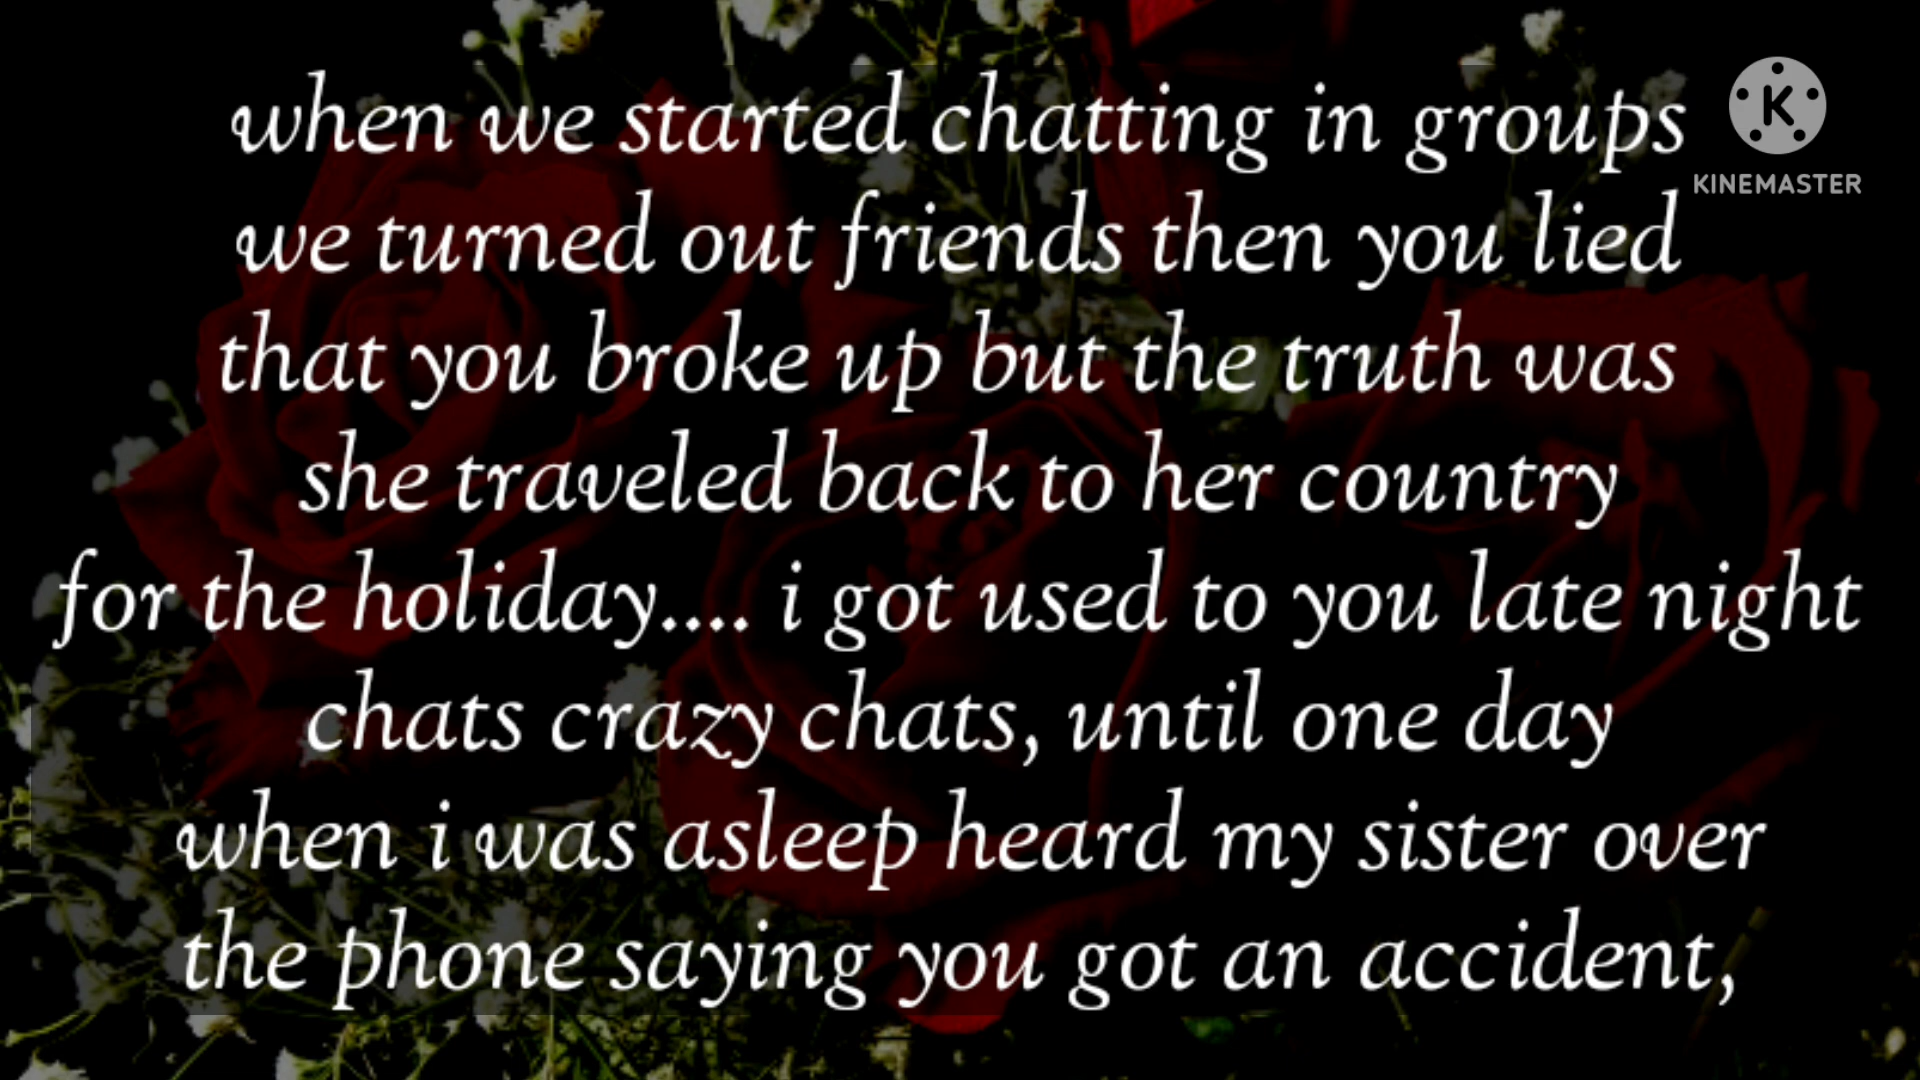 when we started chatting in groups
we turned out friends then you lied
that you broke up but the truth was
she traveled back to her country
for the holiday.... i got used to you late night
chats crazy chats, until one day
when i was asleep heard my sister over
the phone saying you got an accident,
K
KINEMASTER